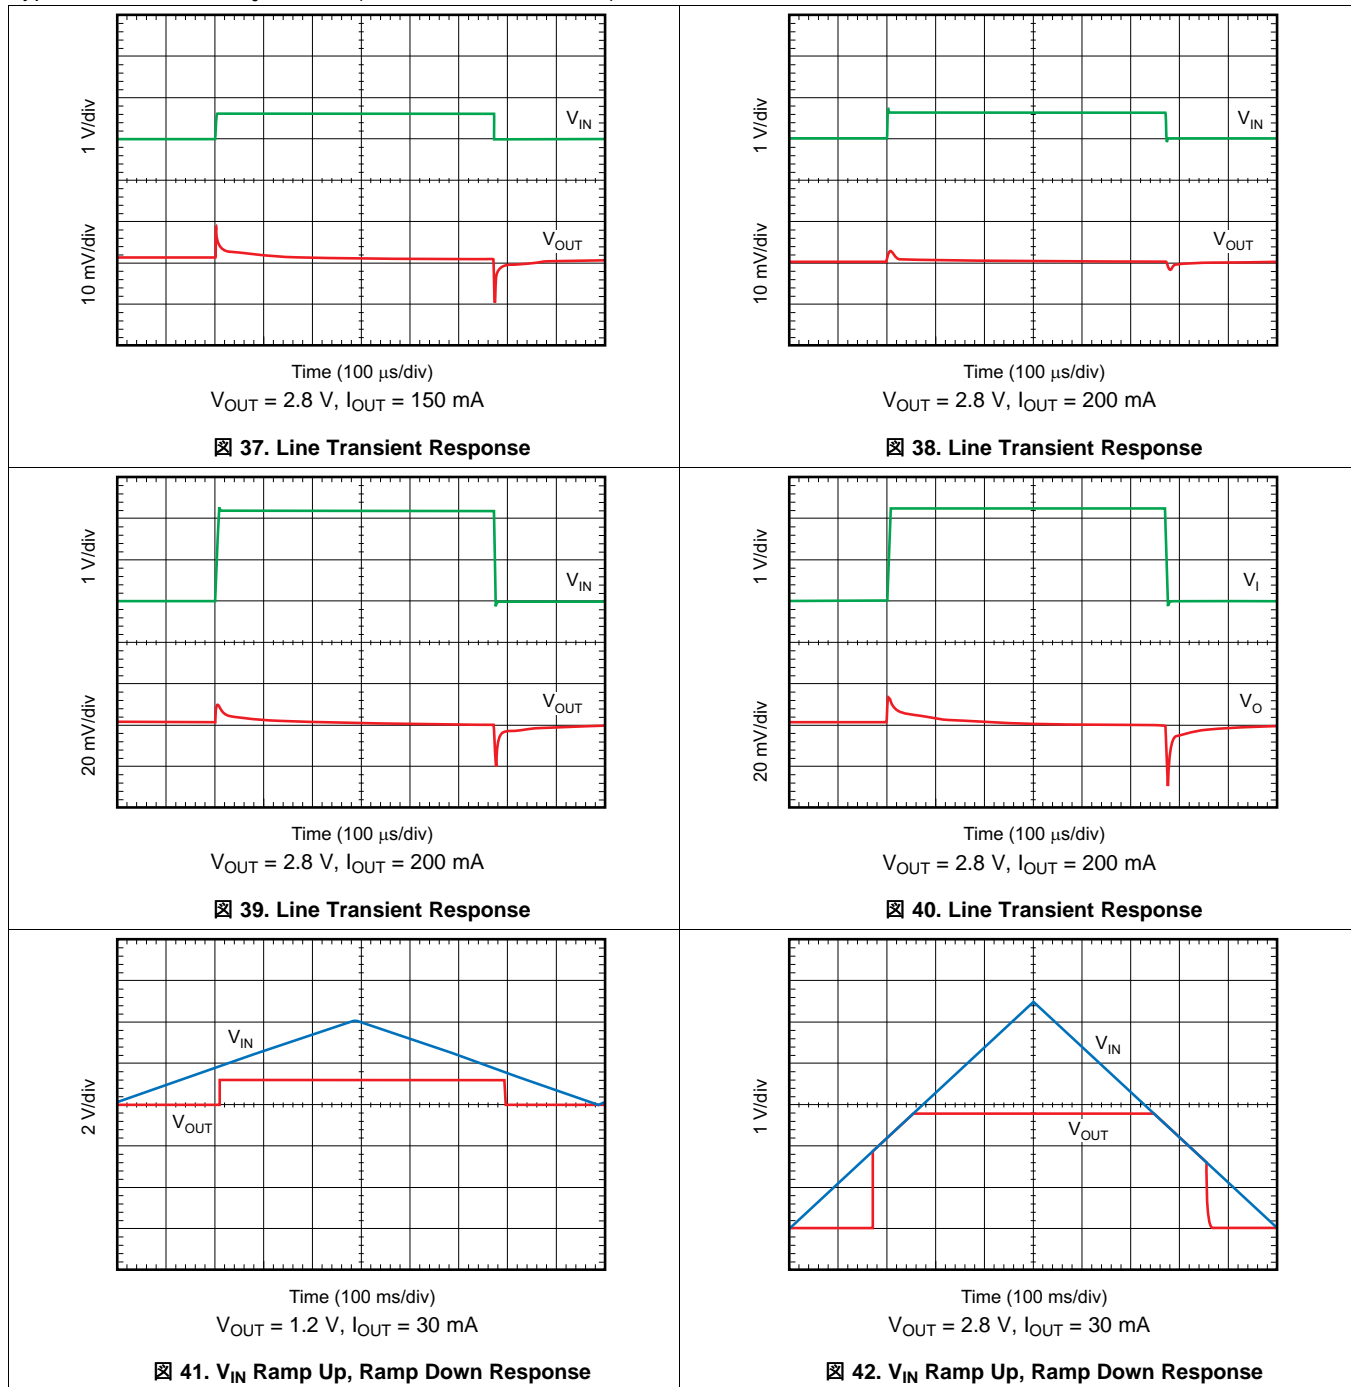 1 V/div
V_IN
10 mV/div
V_OUT
Time (100 μs/div)
V_OUT = 2.8 V, I_OUT = 150 mA
図 37. Line Transient Response
1 V/div
V_IN
10 mV/div
V_OUT
Time (100 μs/div)
V_OUT = 2.8 V, I_OUT = 200 mA
図 38. Line Transient Response
1 V/div
V_IN
20 mV/div
V_OUT
Time (100 μs/div)
V_OUT = 2.8 V, I_OUT = 200 mA
図 39. Line Transient Response
1 V/div
V_I
20 mV/div
V_O
Time (100 μs/div)
V_OUT = 2.8 V, I_OUT = 200 mA
図 40. Line Transient Response
2 V/div
V_IN
V_OUT
Time (100 ms/div)
V_OUT = 1.2 V, I_OUT = 30 mA
図 41. V_IN Ramp Up, Ramp Down Response
1 V/div
V_IN
V_OUT
Time (100 ms/div)
V_OUT = 2.8 V, I_OUT = 30 mA
図 42. V_IN Ramp Up, Ramp Down Response